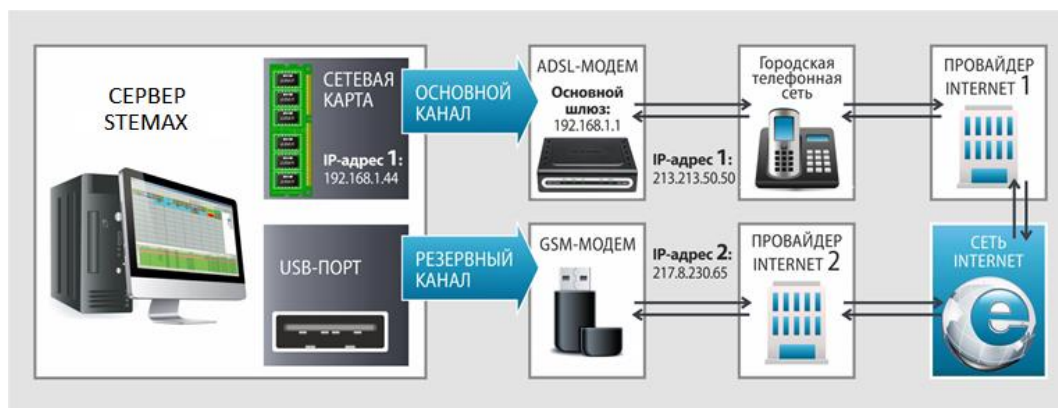 СЕРВЕР
STEMAX
СЕТЕВАЯ
КАРТА
IP-адрес 1:
192.168.1.44
ОСНОВНОЙ
КАНАЛ
ADSL-МОДЕМ
Основной
шлюз:
192.168.1.1
IP-адрес 1:
213.213.50.50
Городская
телефонная
сеть
ПРОВАЙДЕР
INTERNET 1
USB-ПОРТ
РЕЗЕРВНЫЙ
КАНАЛ
GSM-МОДЕМ
IP-адрес 2:
217.8.230.65
ПРОВАЙДЕР
INTERNET 2
СЕТЬ
INTERNET